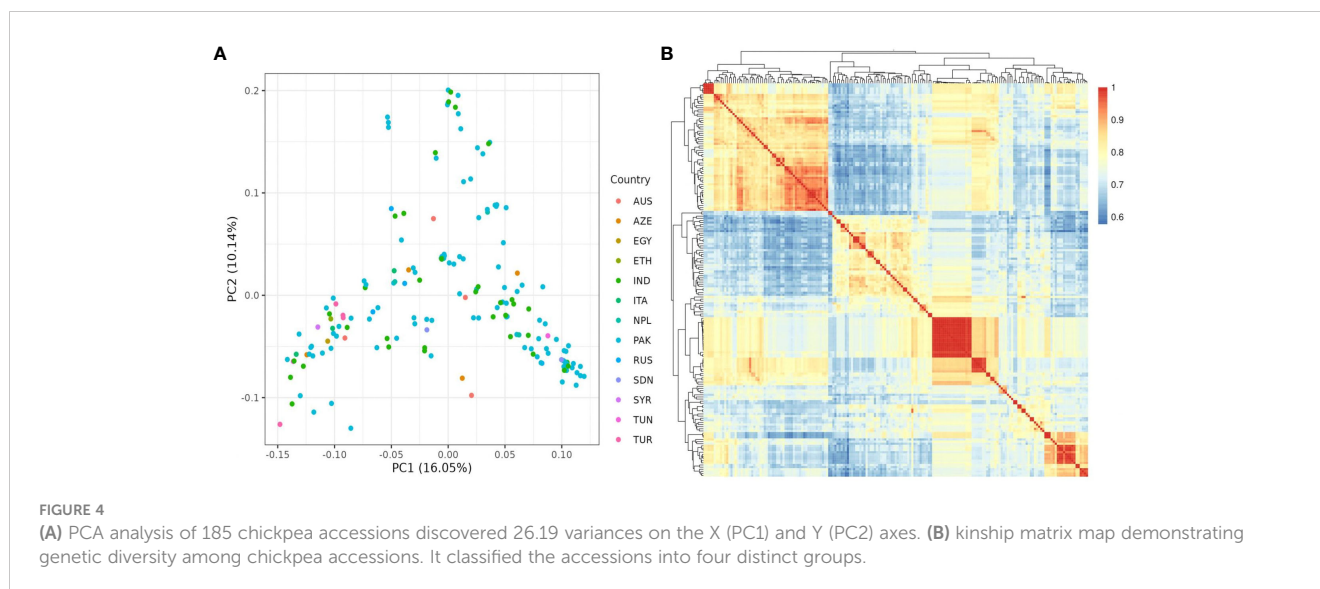 A
B
0.2
0.1
0.0
-0.1
PC2 (10.14%)
-0.15
-0.10
-0.05
0.00
0.05
0.10
PC1 (16.05%)
Country
AUS
AZE
EGY
ETH
IND
ITA
NPL
PAK
RUS
SDN
SYR
TUN
TUR
1
0.9
0.8
0.7
0.6
FIGURE 4
(A) PCA analysis of 185 chickpea accessions discovered 26.19 variances on the X (PC1) and Y (PC2) axes. (B) kinship matrix map demonstrating
genetic diversity among chickpea accessions. It classified the accessions into four distinct groups.